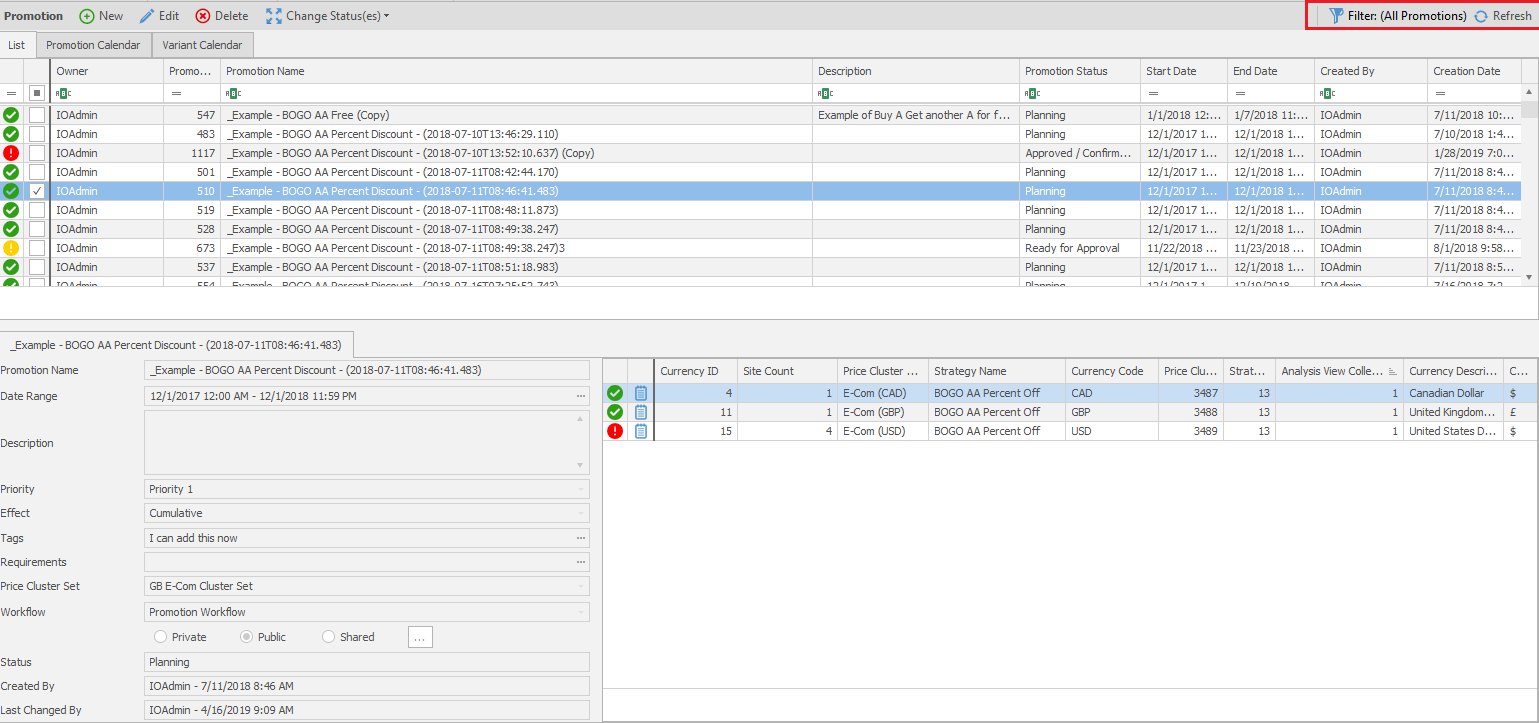 Promotion New Edit Delete Change Status(es) Filter: (All Promotions) Refresh
List Promotion Calendar Variant Calendar
Owner Promo... Promotion Name Description Promotion Status Start Date End Date Created By Creation Date
= ABC = ABC ABC ABC = = ABC =
IOAdmin 547 _Example - BOGO AA Free (Copy) Example of Buy A Get another A for f... Planning 1/1/2018 12:... 1/7/2018 11:... IOAdmin 7/11/2018 10:...
IOAdmin 483 _Example - BOGO AA Percent Discount - (2018-07-10T13:46:29.110) Planning 12/1/2017 1... 12/1/2018 1... IOAdmin 7/10/2018 1:4...
IOAdmin 1117 _Example - BOGO AA Percent Discount - (2018-07-10T13:52:10.637) (Copy) Approved / Confirm... 12/1/2017 1... 12/1/2018 1... IOAdmin 1/28/2019 7:0...
IOAdmin 501 _Example - BOGO AA Percent Discount - (2018-07-11T08:42:44.170) Planning 12/1/2017 1... 12/1/2018 1... IOAdmin 7/11/2018 8:4...
IOAdmin 510 _Example - BOGO AA Percent Discount - (2018-07-11T08:46:41.483) Planning 12/1/2017 1... 12/1/2018 1... IOAdmin 7/11/2018 8:4...
IOAdmin 519 _Example - BOGO AA Percent Discount - (2018-07-11T08:48:11.873) Planning 12/1/2017 1... 12/1/2018 1... IOAdmin 7/11/2018 8:4...
IOAdmin 528 _Example - BOGO AA Percent Discount - (2018-07-11T08:49:38.247) Planning 12/1/2017 1... 12/1/2018 1... IOAdmin 7/11/2018 8:4...
IOAdmin 673 _Example - BOGO AA Percent Discount - (2018-07-11T08:49:38.247)3 Ready for Approval 11/22/2018 ... 11/23/2018 ... IOAdmin 8/1/2018 9:58...
IOAdmin 537 _Example - BOGO AA Percent Discount - (2018-07-11T08:51:18.983) Planning 12/1/2017 1... 12/1/2018 1... IOAdmin 7/11/2018 8:5...
IOAdmin 554 _Example - BOGO AA Percent Discount - (2018-07-16T07:25:52.743) Planning 12/1/2017 1... 12/10/2018 ... IOAdmin 7/16/2018 7:2...
_Example - BOGO AA Percent Discount - (2018-07-11T08:46:41.483)
Promotion Name _Example - BOGO AA Percent Discount - (2018-07-11T08:46:41.483)
Date Range 12/1/2017 12:00 AM - 12/1/2018 11:59 PM ...
Description
Priority Priority 1
Effect Cumulative
Tags I can add this now ...
Requirements ...
Price Cluster Set GB E-Com Cluster Set
Workflow Promotion Workflow
Private Public Shared ...
Status Planning
Created By IOAdmin - 7/11/2018 8:46 AM
Last Changed By IOAdmin - 4/16/2019 9:09 AM
Currency ID Site Count Price Cluster ... Strategy Name Currency Code Price Clu... Strat... Analysis View Colle... Currency Descri... C...
4 1 E-Com (CAD) BOGO AA Percent Off CAD 3487 13 1 Canadian Dollar $
11 1 E-Com (GBP) BOGO AA Percent Off GBP 3488 13 1 United Kingdom... £
15 4 E-Com (USD) BOGO AA Percent Off USD 3489 13 1 United States D... $